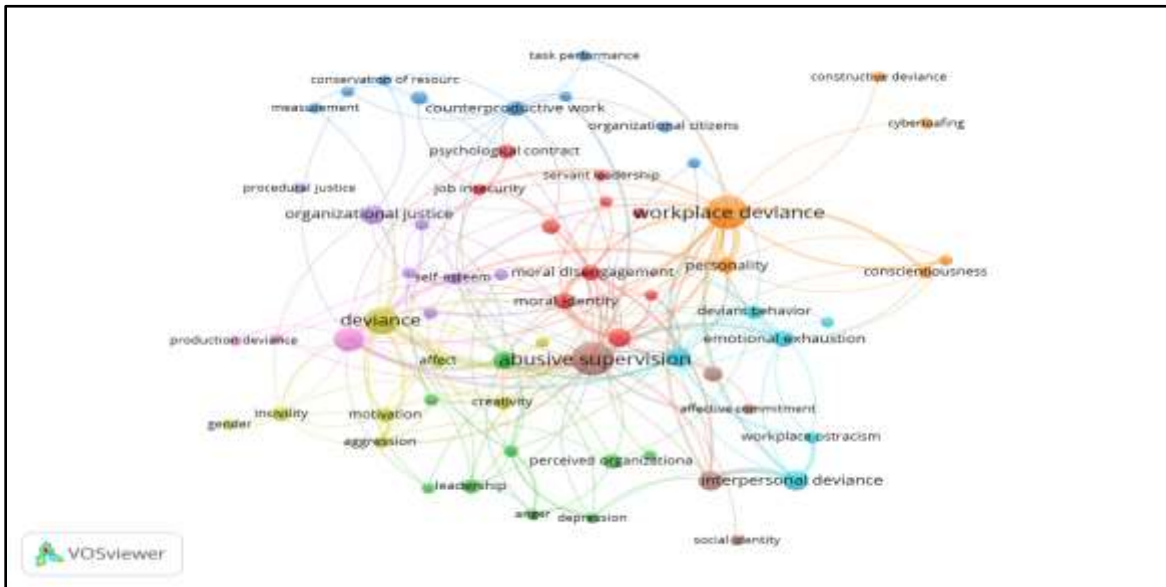 task performance
constructive deviance
conservation of resourc
measurement
counterproductive work
cyberloafing
organizational citizens
psychological contract
servant leadership
procedural justice
job insecurity
organizational justice
workplace deviance
self-esteem
moral disengagement
personality
conscientiousness
moral identity
deviant behavior
deviance
production deviance
emotional exhaustion
affect
abusive supervision
creativity
affective commitment
gender
incivility
motivation
aggression
workplace ostracism
perceived organizationa
leadership
interpersonal deviance
anger
depression
social identity
VOSviewer